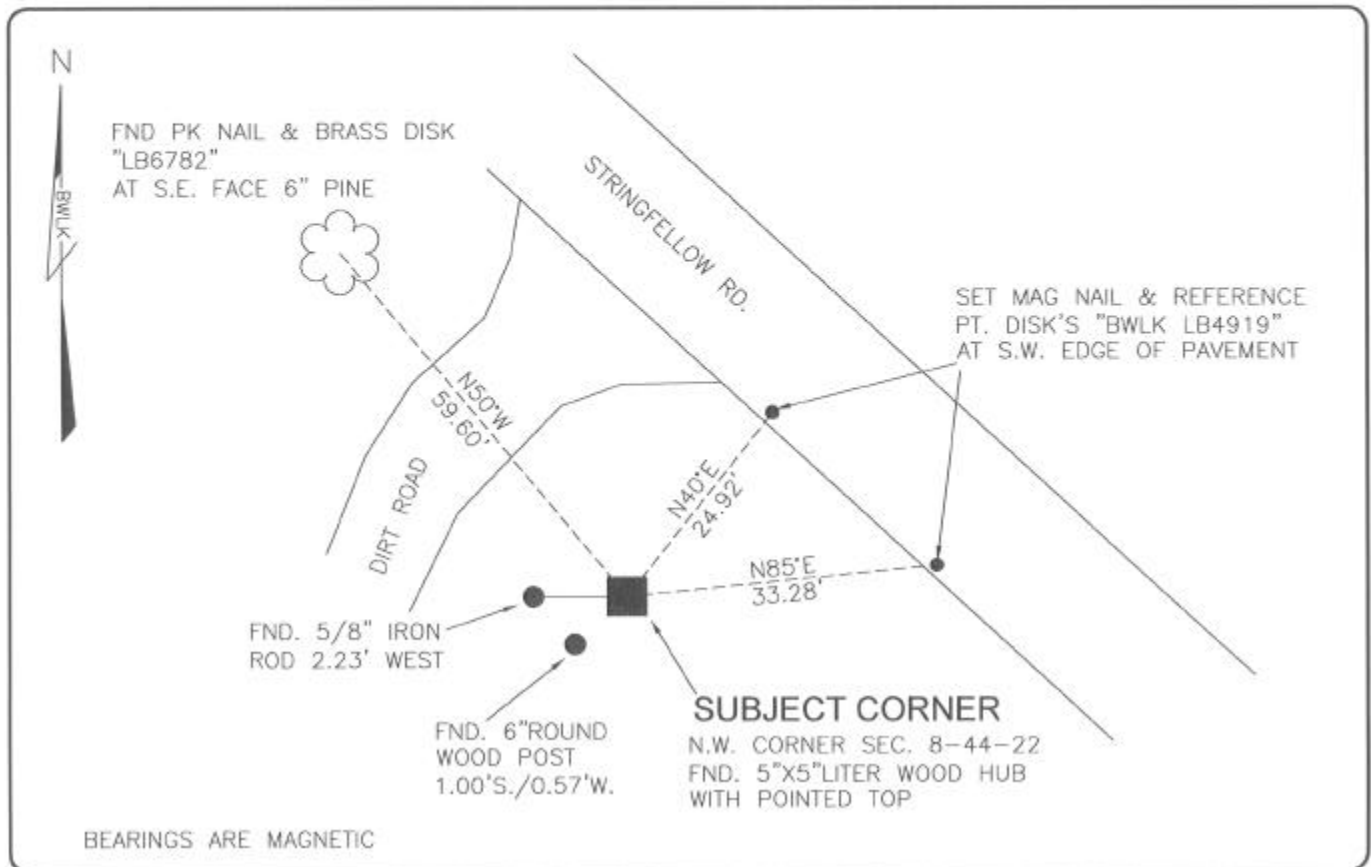 N
BWLK
FND PK NAIL & BRASS DISK
"LB6782"
AT S.E. FACE 6" PINE
STRINGFELLOW RD.
SET MAG NAIL & REFERENCE
PT. DISK'S "BWLK LB4919"
AT S.W. EDGE OF PAVEMENT
N50°W
59.60'
DIRT ROAD
N40°E
24.92'
N85°E
33.28'
FND. 5/8" IRON
ROD 2.23' WEST
FND. 6"ROUND
WOOD POST
1.00'S./0.57'W.
SUBJECT CORNER
N.W. CORNER SEC. 8-44-22
FND. 5"X5"LITER WOOD HUB
WITH POINTED TOP
BEARINGS ARE MAGNETIC